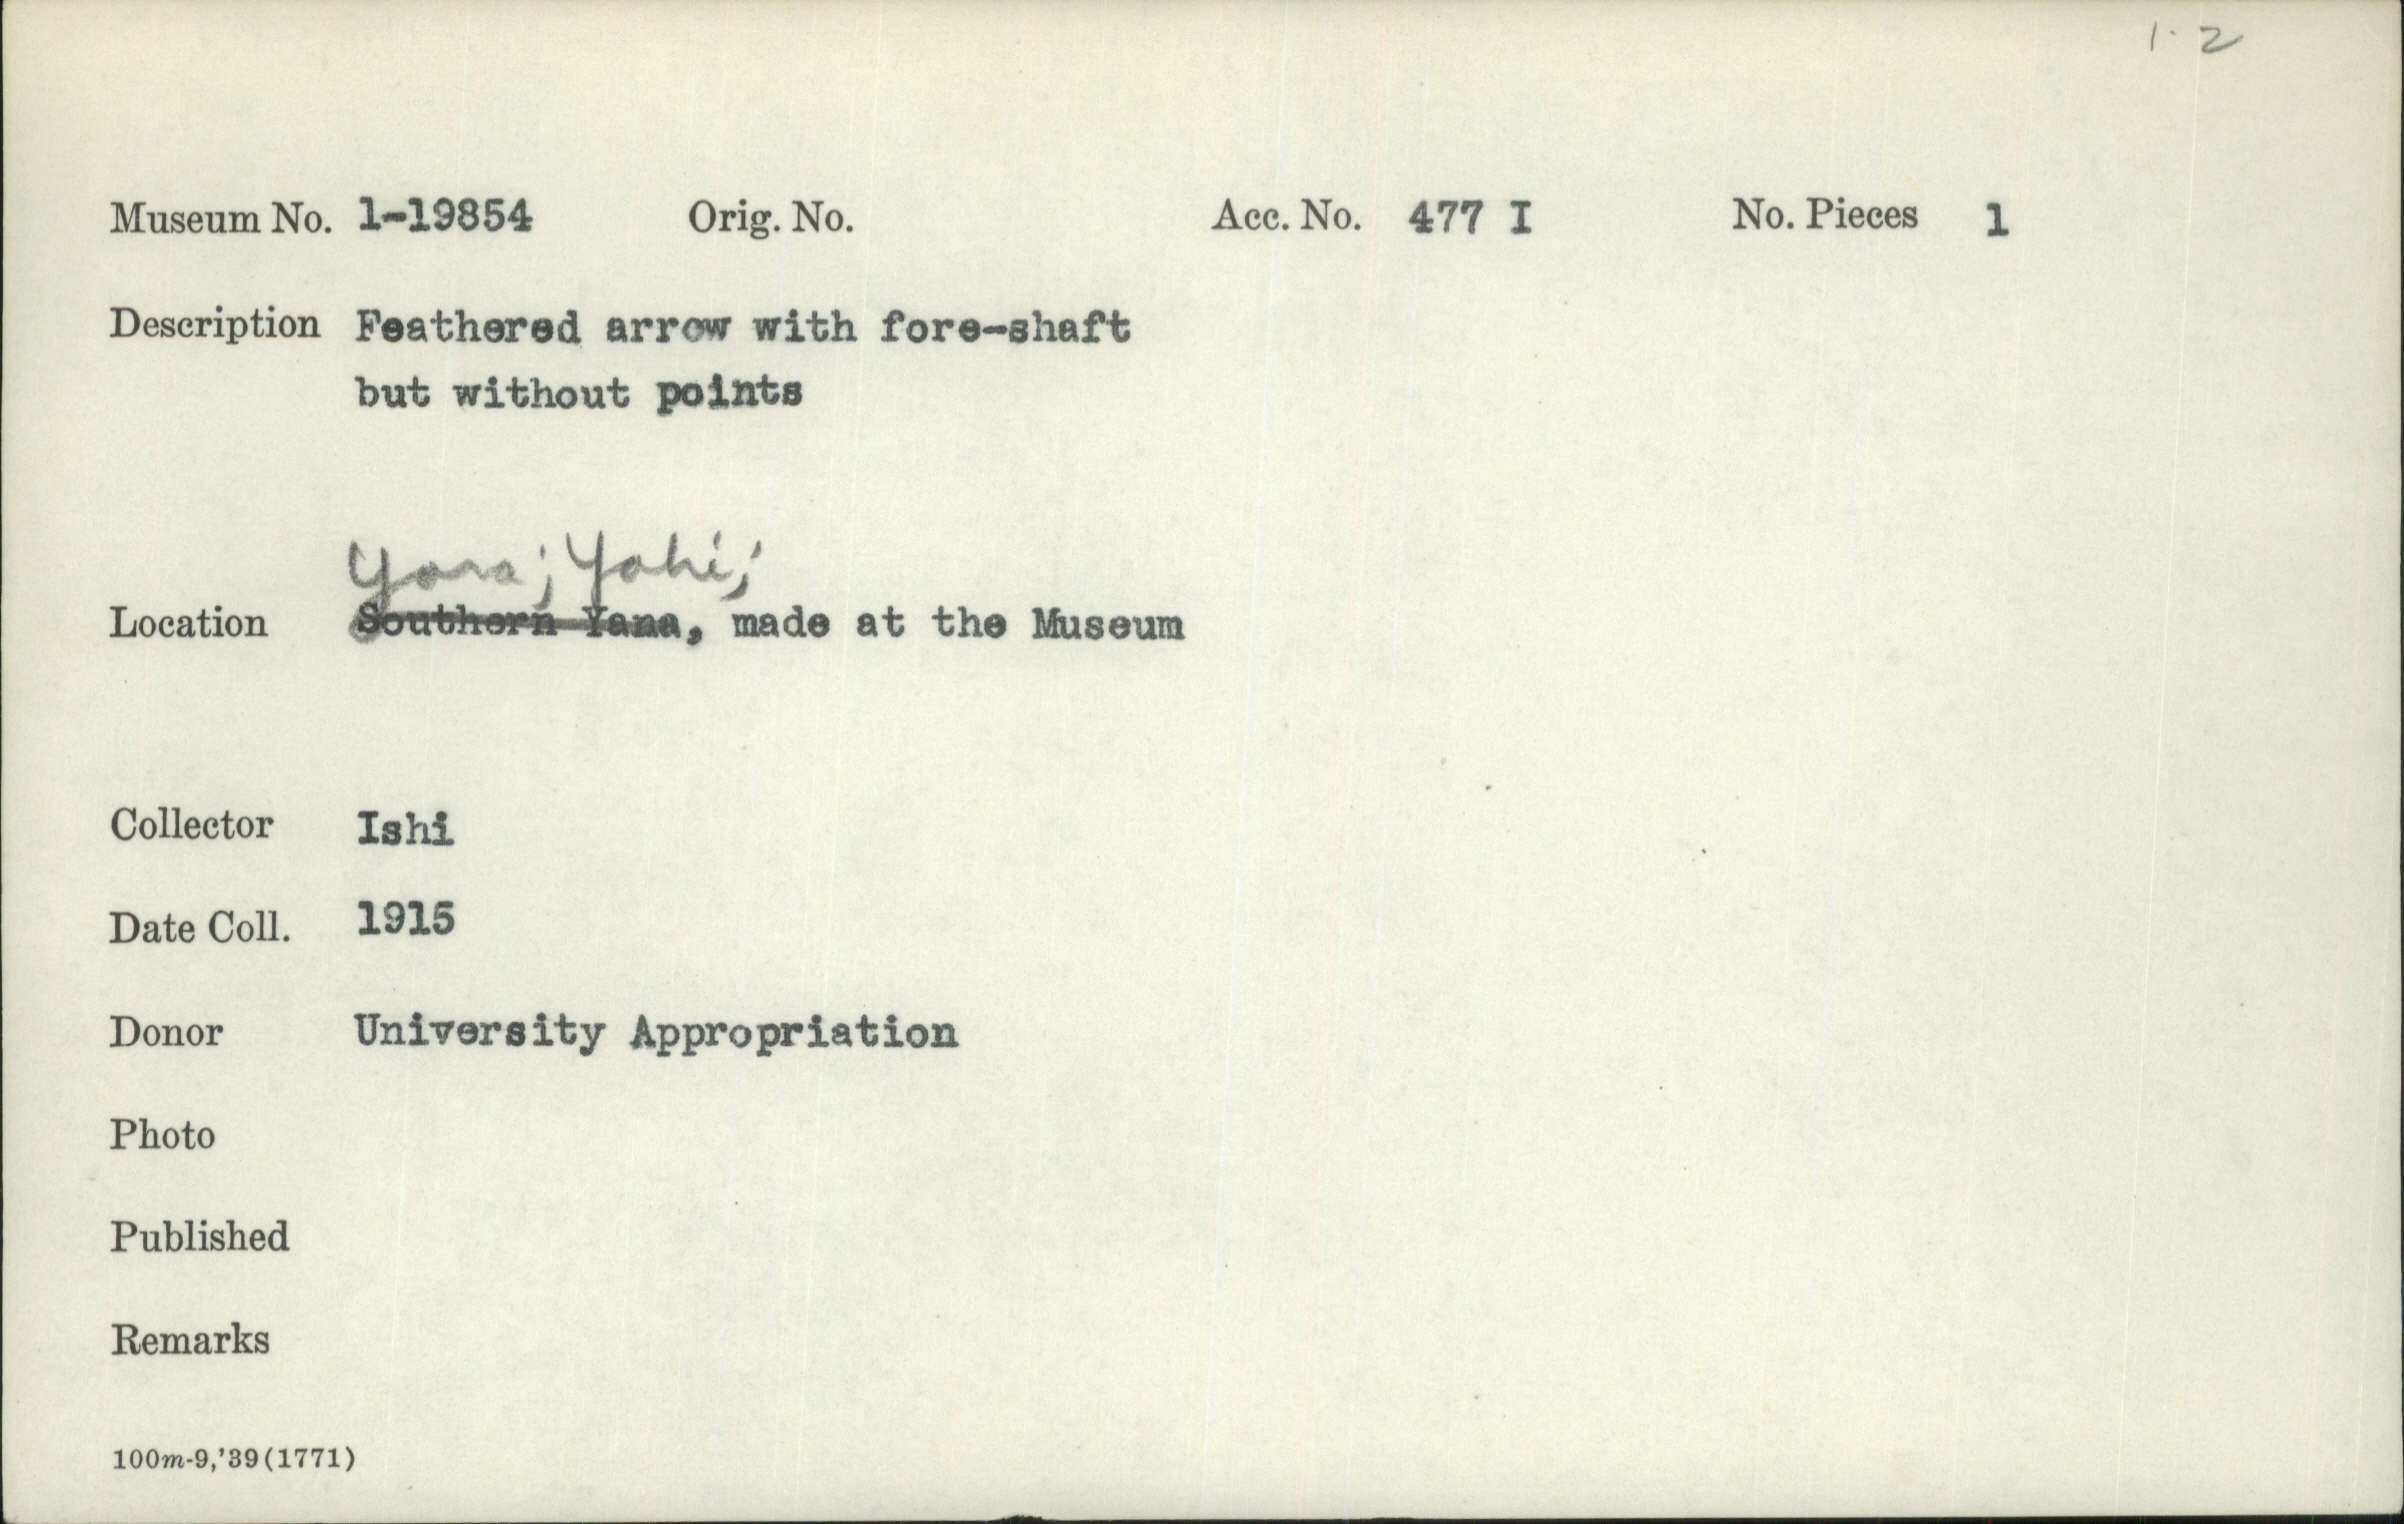 1·2
Museum No. 1-19854 Orig. No. Acc. No. 477 I No. Pieces 1
Description Feathered arrow with fore-shaft
but without points
Yana; Yahi;
Location Southern Yana, made at the Museum
Collector Ishi
Date Coll. 1915
Donor University Appropriation
Photo
Published
Remarks
100m-9,'39(1771)